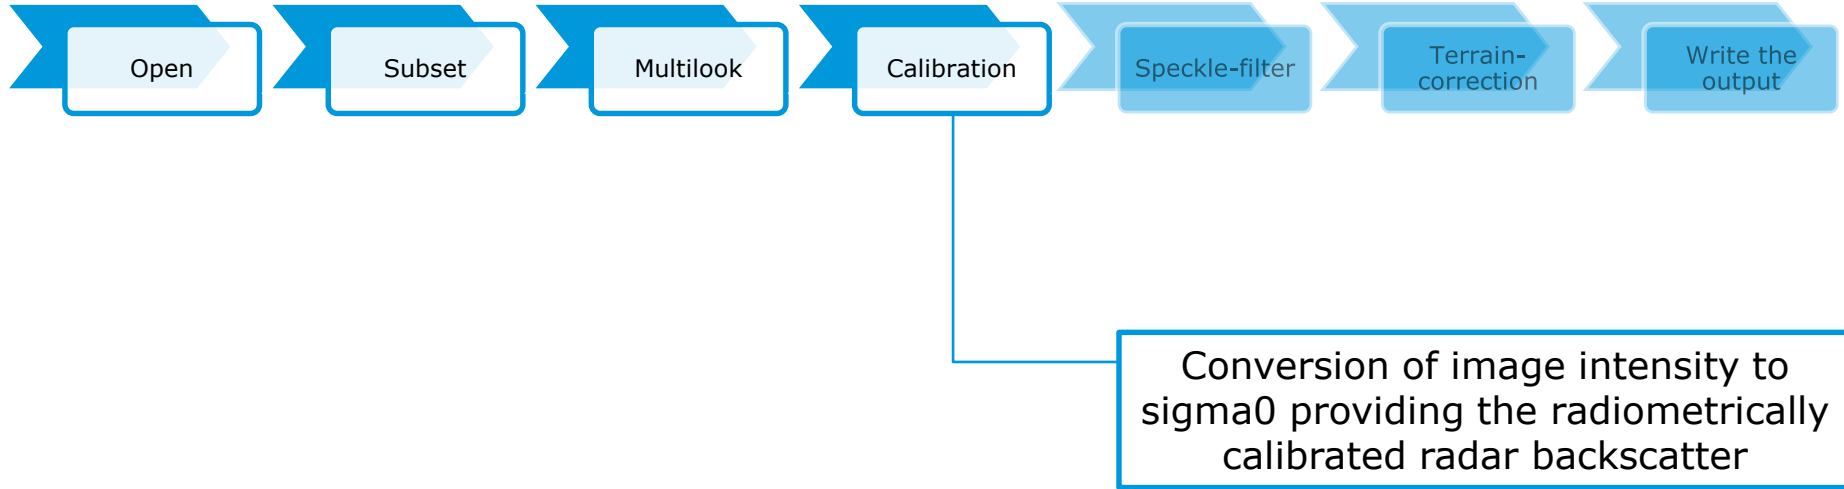 Open
Subset
Multilook
Calibration
Speckle-filter
Terrain-
correction
Write the
output
Conversion of image intensity to
sigma0 providing the radiometrically
calibrated radar backscatter